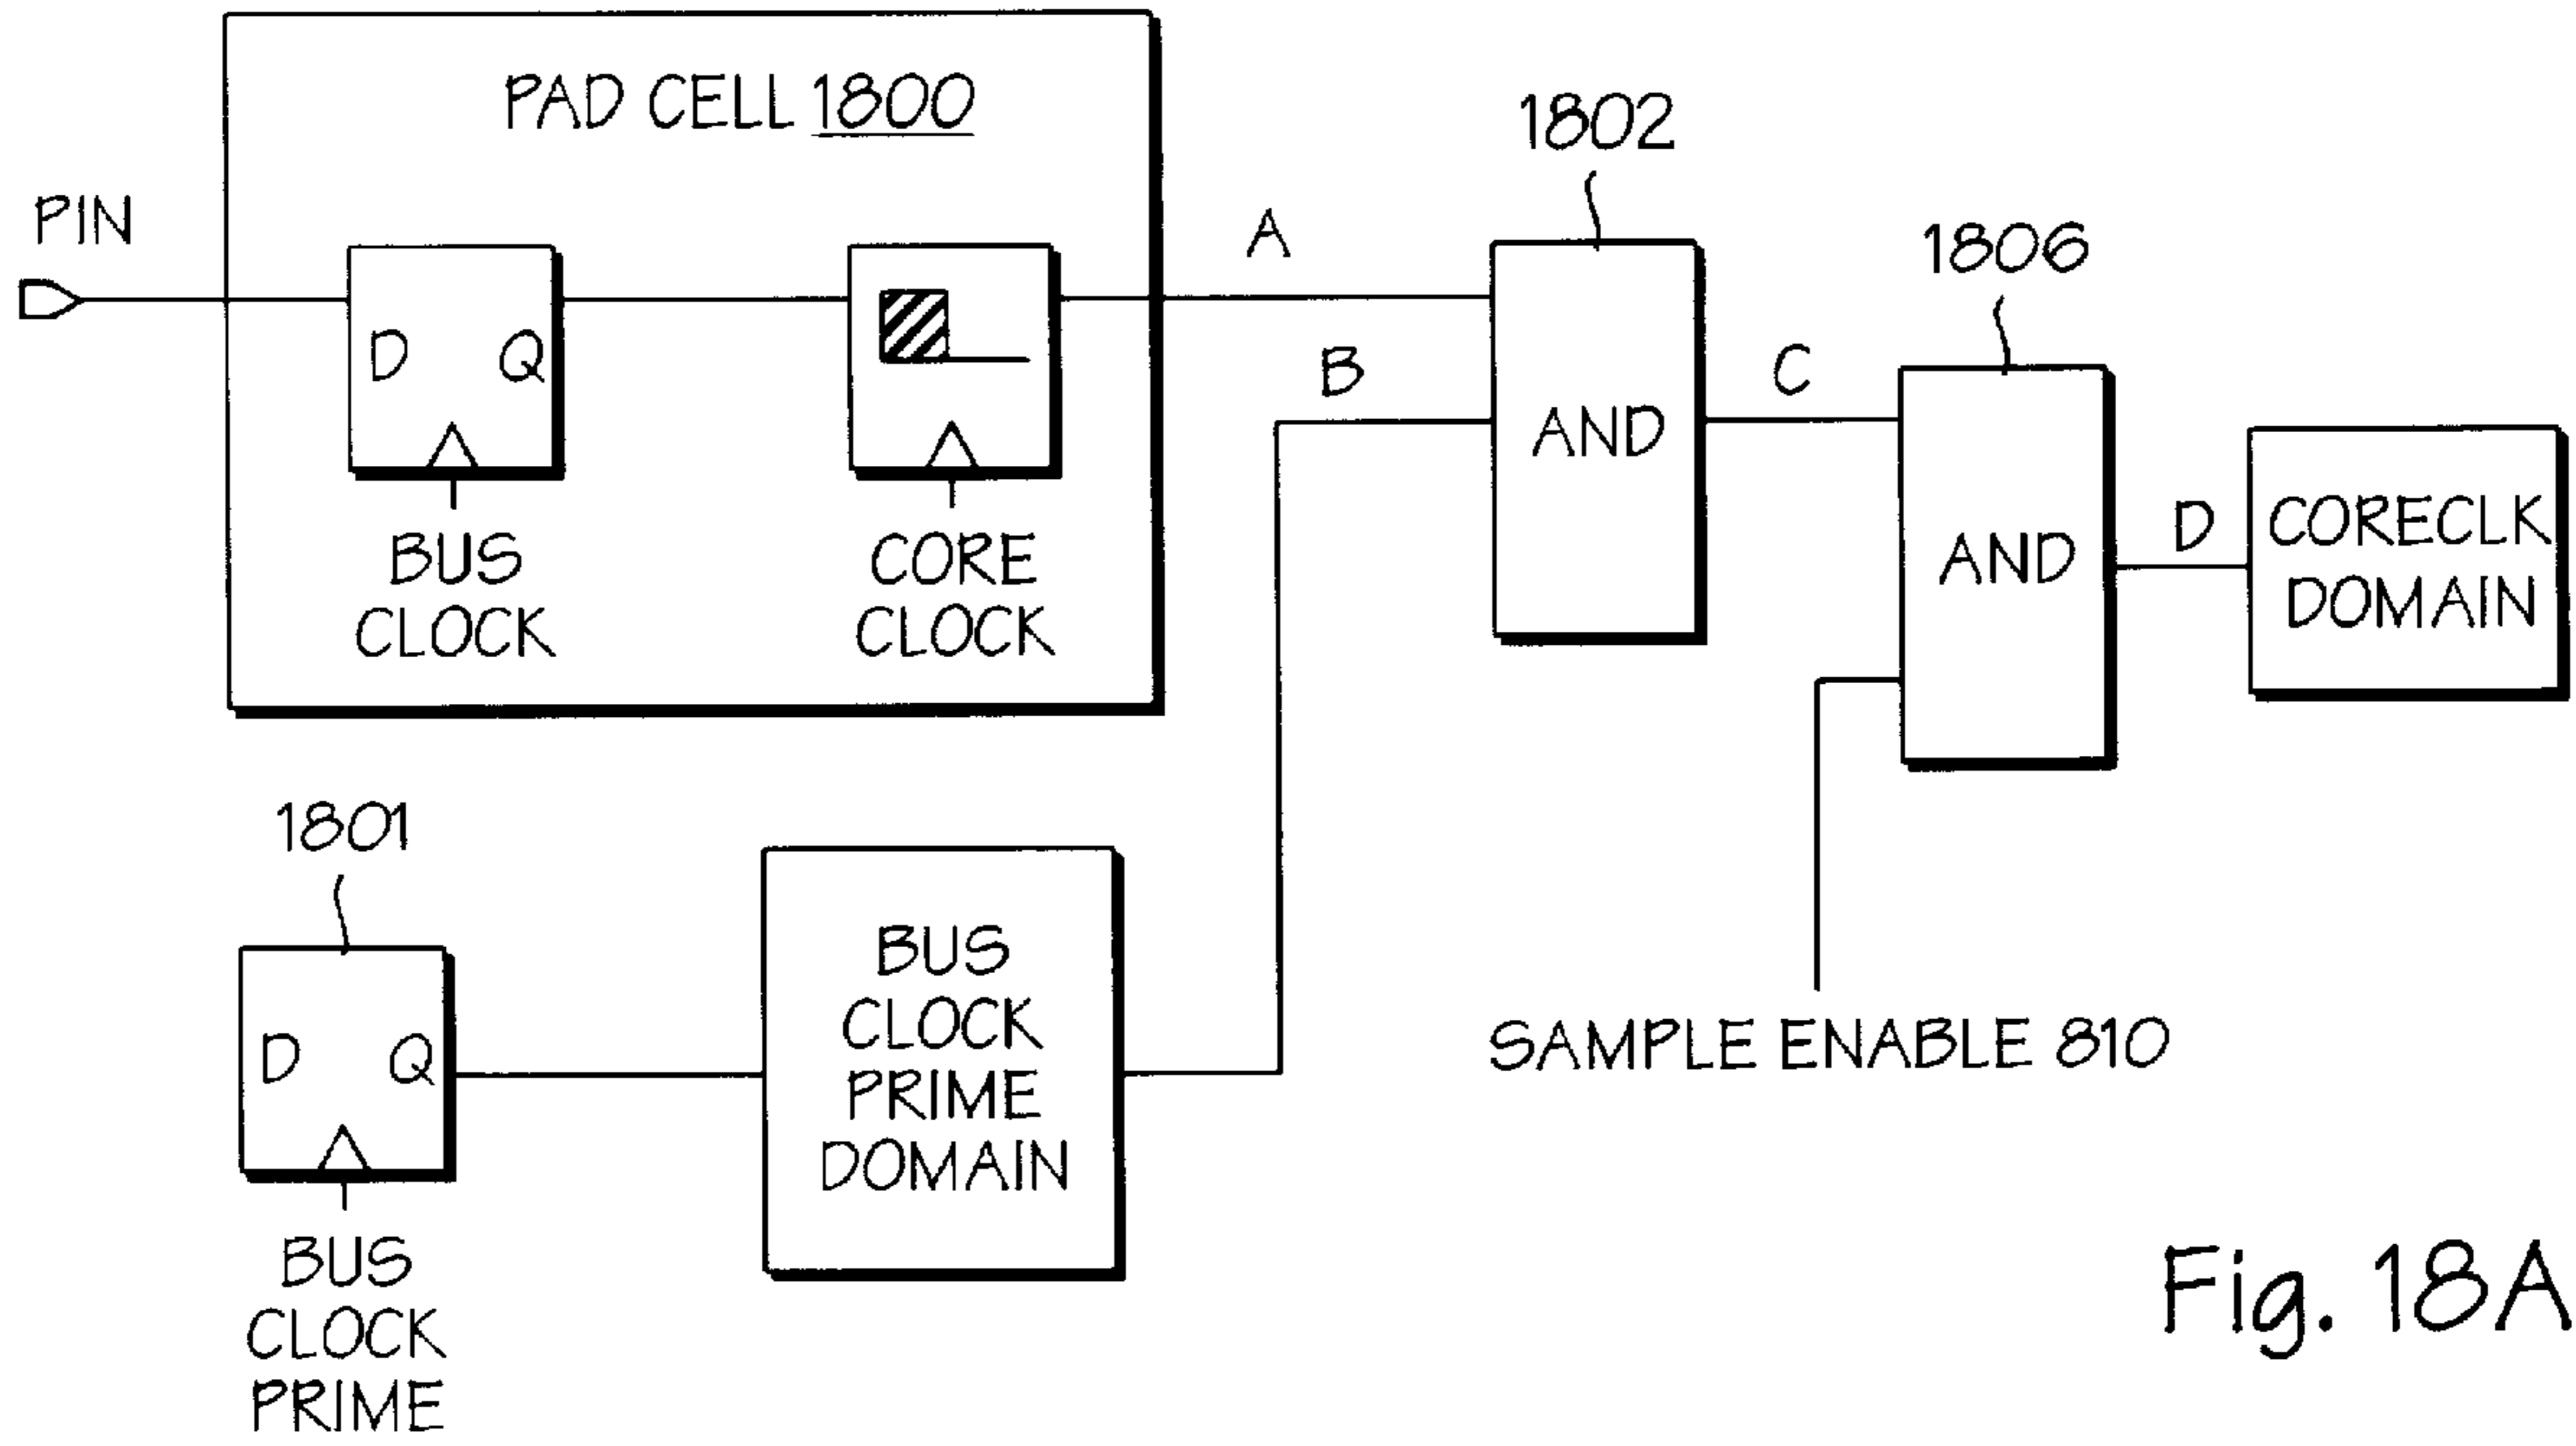 PAD CELL 1800
PIN
D Q
BUS
CLOCK
CORE
CLOCK
A
B
1802
AND
C
1806
AND
D
CORECLK
DOMAIN
SAMPLE ENABLE 810
1801
D Q
BUS
CLOCK
PRIME
BUS
CLOCK
PRIME
DOMAIN
Fig. 18A